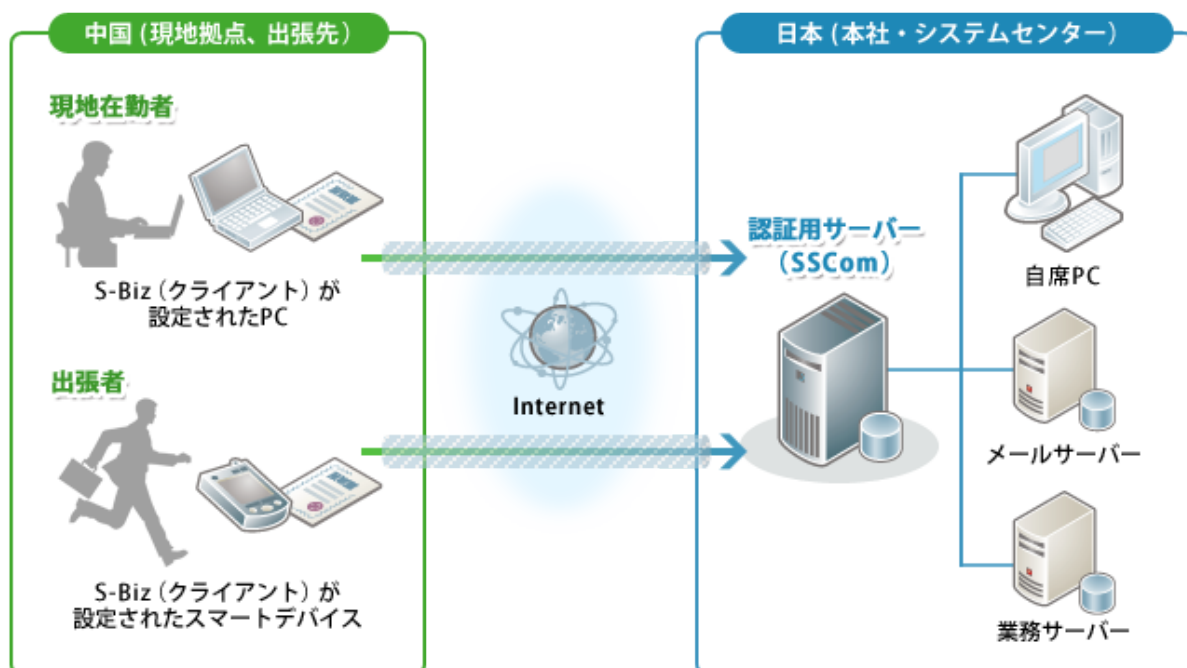 中国(現地拠点、出張先)
現地在勤者
S-Biz(クライアント)が
設定されたPC
出張者
S-Biz(クライアント)が
設定されたスマートデバイス
Internet
日本(本社・システムセンター)
認証用サーバー
(SSCom)
自席PC
メールサーバー
業務サーバー